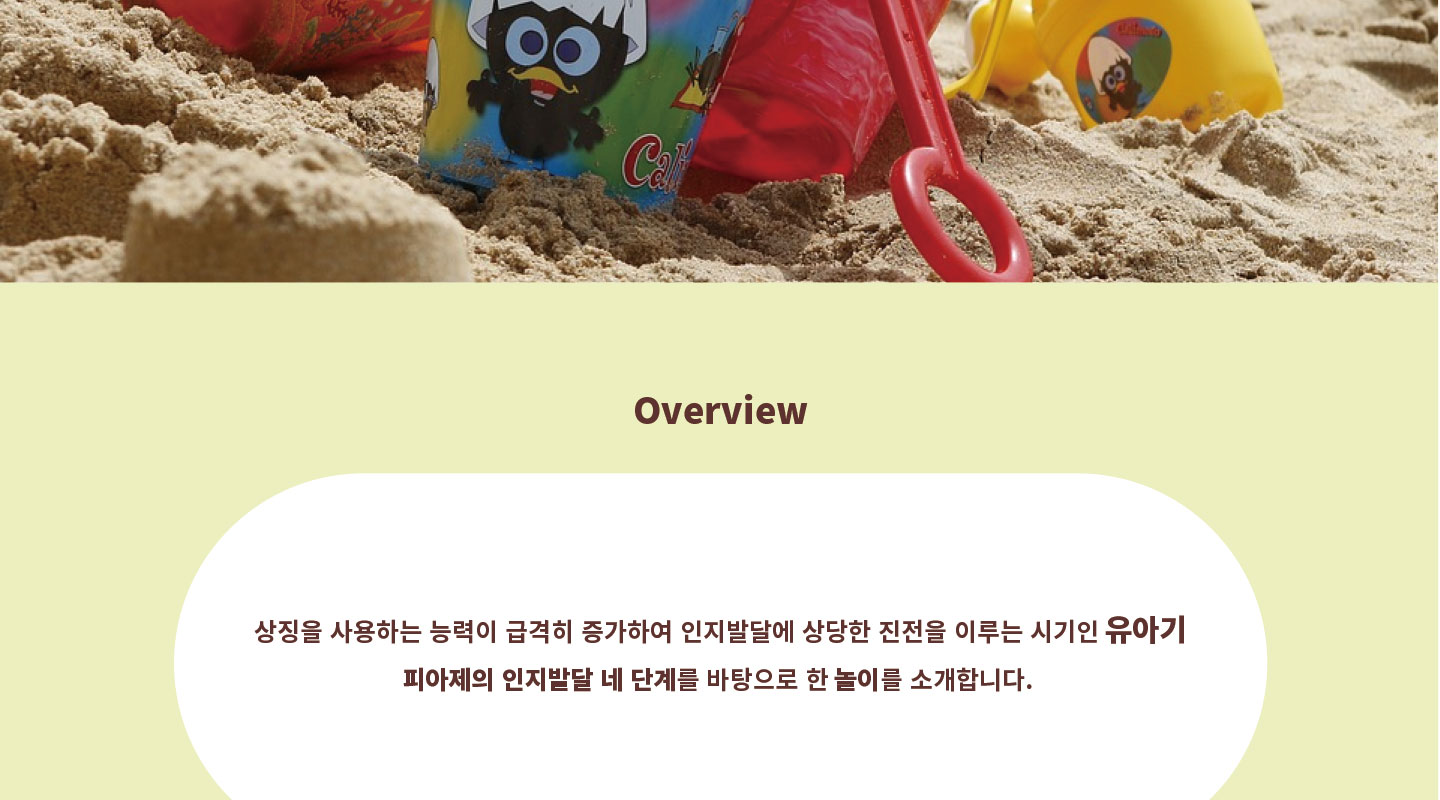 Overview
상징을 사용하는 능력이 급격히 증가하여 인지발달에 상당한 진전을 이루는 시기인 유아기
피아제의 인지발달 네 단계를 바탕으로 한 놀이를 소개합니다.